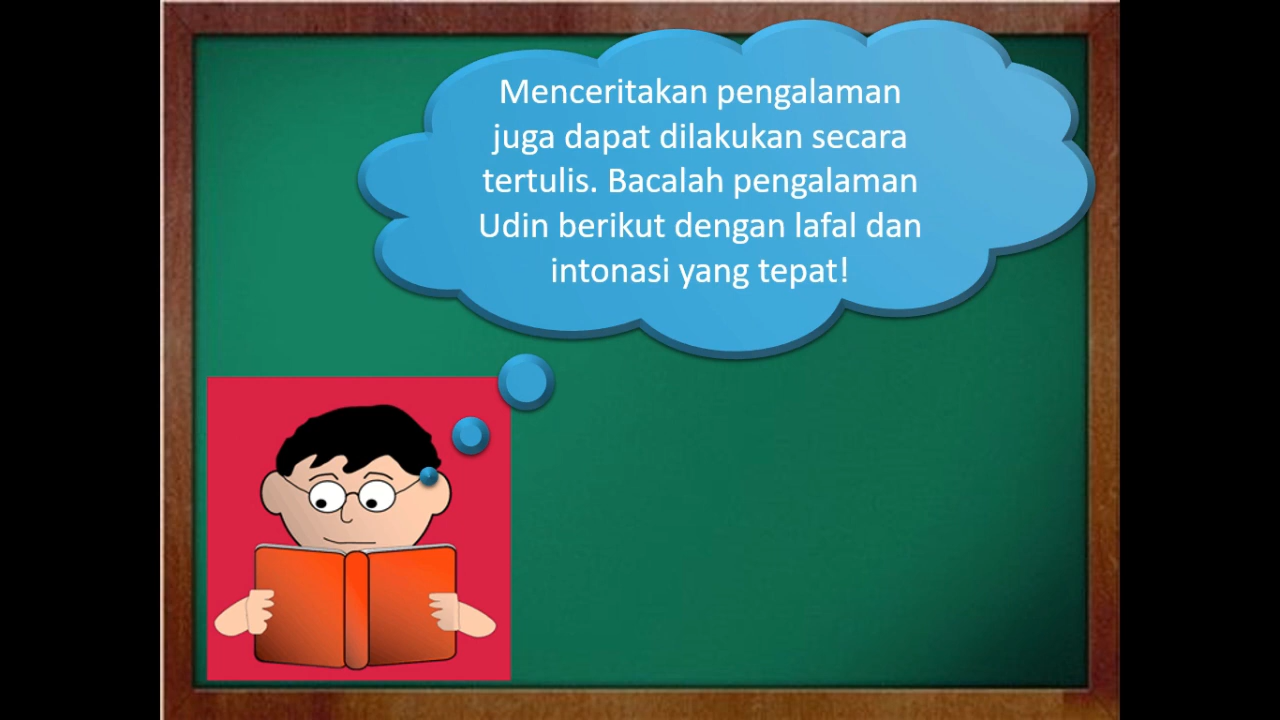 Menceritakan pengalaman
juga dapat dilakukan secara
tertulis. Bacalah pengalaman
Udin berikut dengan lafal dan
intonasi yang tepat!